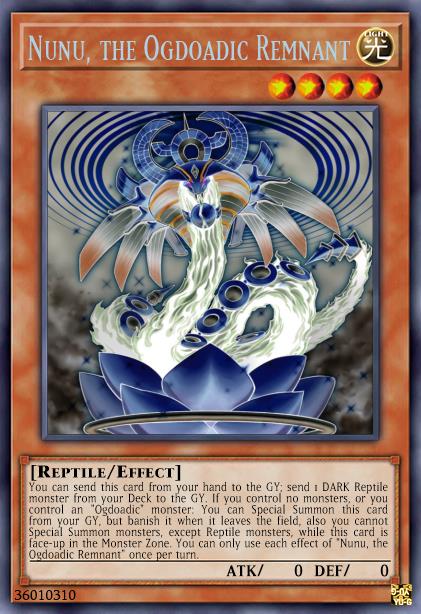 NUNU, THE OGDOADIC REMNANT
LIGHT
光
[REPTILE/EFFECT]
You can send this card from your hand to the GY; send 1 DARK Reptile
monster from your Deck to the GY. If you control no monsters, or you
control an "Ogdoadic" monster: You can Special Summon this card
from your GY, but banish it when it leaves the field, also you cannot
Special Summon monsters, except Reptile monsters, while this card is
face-up in the Monster Zone. You can only use each effect of "Nunu, the
Ogdoadic Remnant" once per turn.
ATK/ 0 DEF/ 0
36010310